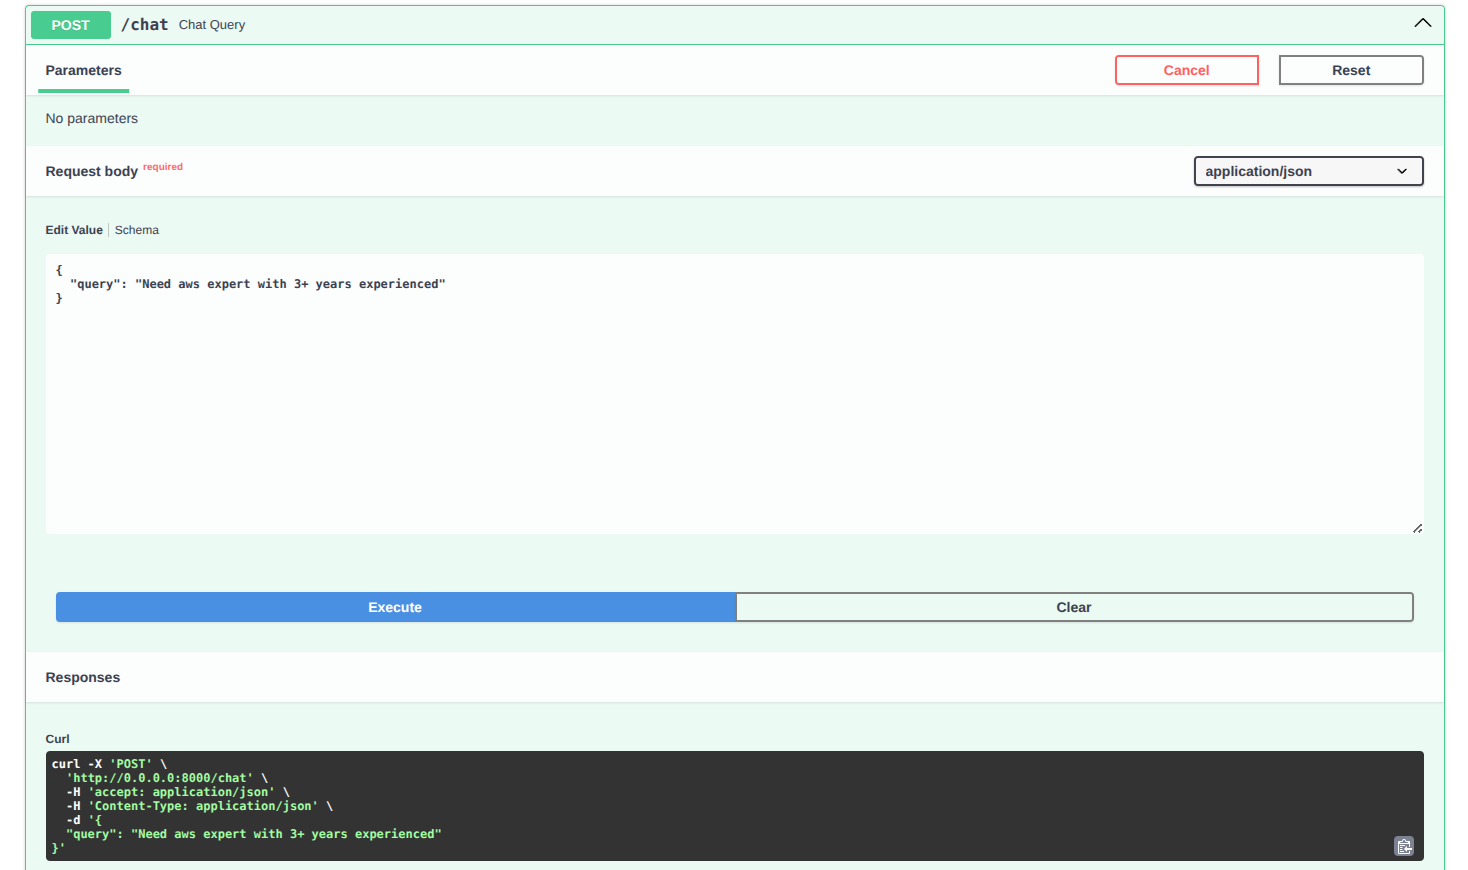 POST /chat Chat Query
Parameters
Cancel
Reset
No parameters
Request body required
application/json
Edit Value Schema
{
  "query": "Need aws expert with 3+ years experienced"
}
Execute
Clear
Responses
Curl
curl -X 'POST' \
  'http://0.0.0.0:8000/chat' \
  -H 'accept: application/json' \
  -H 'Content-Type: application/json' \
  -d '{
  "query": "Need aws expert with 3+ years experienced"
}'